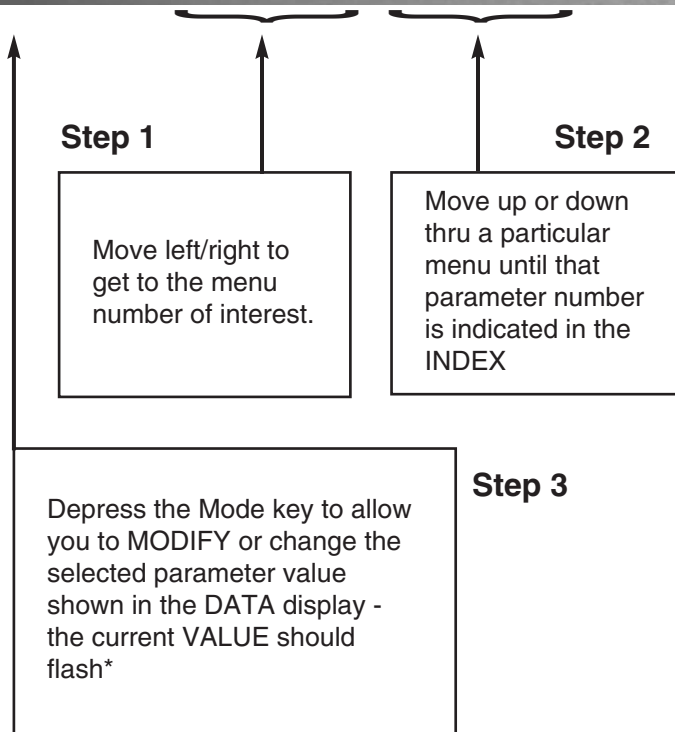 Step 1
Step 2
Move left/right to
get to the menu
number of interest.
Move up or down
thru a particular
menu until that
parameter number
is indicated in the
INDEX
Step 3
Depress the Mode key to allow
you to MODIFY or change the
selected parameter value
shown in the DATA display -
the current VALUE should
flash*